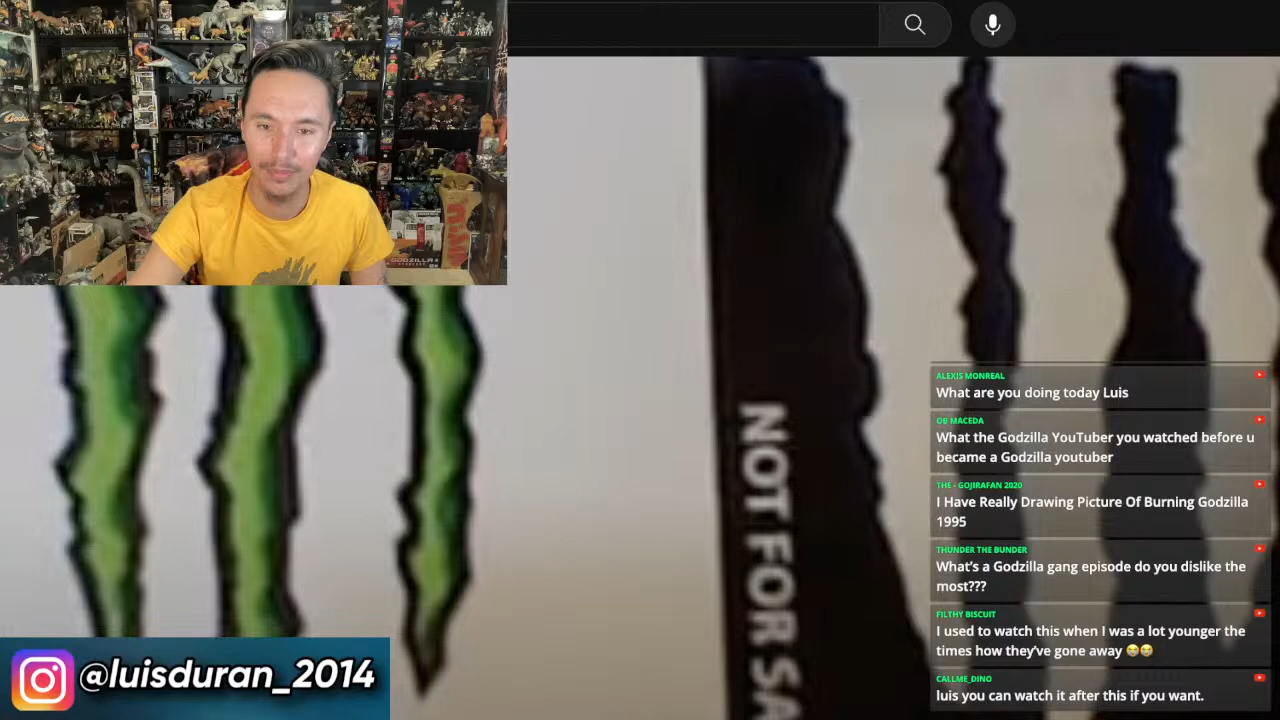 NOT FOR SA
ALEXIS MONREAL
What are you doing today Luis
OB MACEDA
What the Godzilla YouTuber you watched before u
became a Godzilla youtuber
THE - GOJIRAFAN 2020
I Have Really Drawing Picture Of Burning Godzilla
1995
THUNDER THE BUNDER
What's a Godzilla gang episode do you dislike the
most???
FILTHY BISCUIT
I used to watch this when I was a lot younger the
times how they've gone away 😂😂
CALLME_DINO
luis you can watch it after this if you want.
@luisduran_2014
GODZILLA